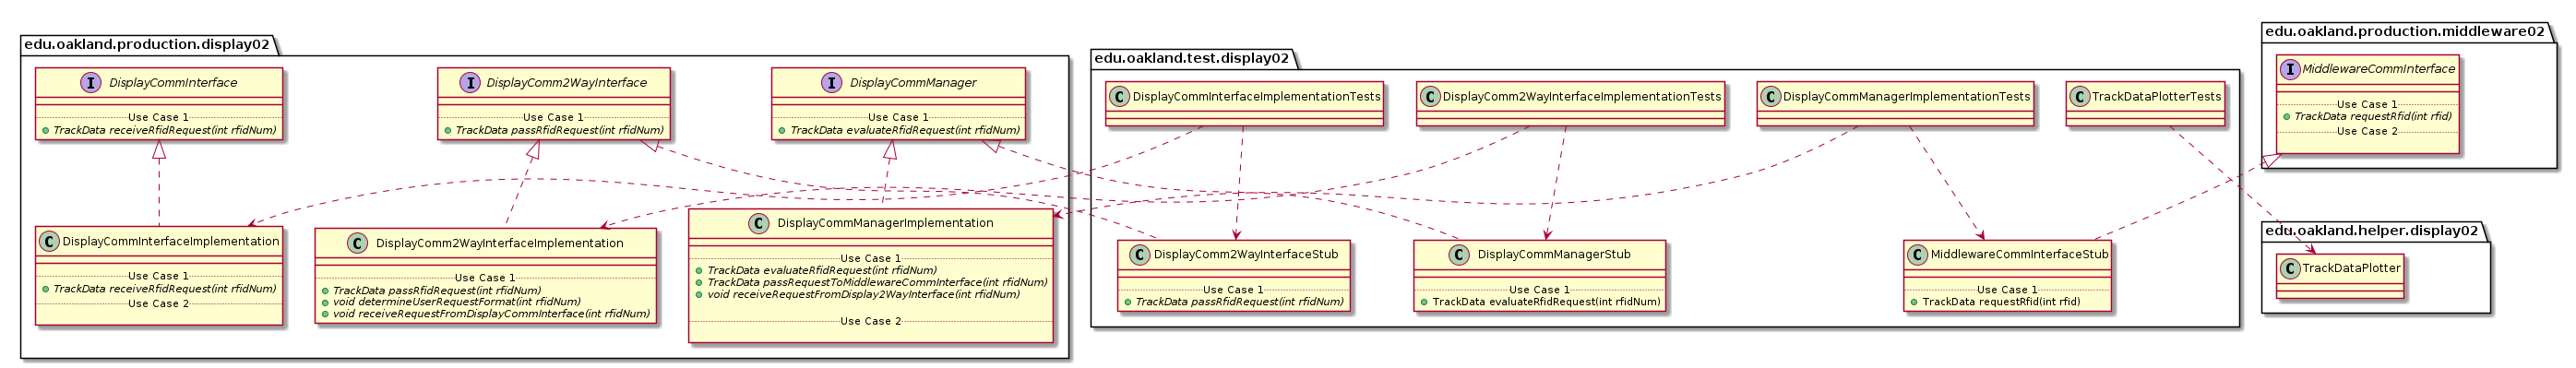 edu.oakland.production.display02
I DisplayCommInterface
Use Case 1
TrackData receiveRfidRequest(int rfidNum)
I DisplayComm2WayInterface
Use Case 1
TrackData passRfidRequest(int rfidNum)
I DisplayCommManager
Use Case 1
TrackData evaluateRfidRequest(int rfidNum)
C DisplayCommInterfaceImplementation
Use Case 1
TrackData receiveRfidRequest(int rfidNum)
Use Case 2
C DisplayComm2WayInterfaceImplementation
Use Case 1
TrackData passRfidRequest(int rfidNum)
void determineUserRequestFormat(int rfidNum)
void receiveRequestFromDisplayCommInterface(int rfidNum)
C DisplayCommManagerImplementation
Use Case 1
TrackData evaluateRfidRequest(int rfidNum)
TrackData passRequestToMiddlewareCommInterface(int rfidNum)
void receiveRequestFromDisplay2WayInterface(int rfidNum)
Use Case 2
edu.oakland.test.display02
C DisplayCommInterfaceImplementationTests
C DisplayComm2WayInterfaceImplementationTests
C DisplayCommManagerImplementationTests
C TrackDataPlotterTests
C DisplayComm2WayInterfaceStub
Use Case 1
TrackData passRfidRequest(int rfidNum)
C DisplayCommManagerStub
Use Case 1
TrackData evaluateRfidRequest(int rfidNum)
C MiddlewareCommInterfaceStub
Use Case 1
TrackData requestRfid(int rfid)
edu.oakland.production.middleware02
I MiddlewareCommInterface
Use Case 1
TrackData requestRfid(int rfid)
Use Case 2
edu.oakland.helper.display02
C TrackDataPlotter